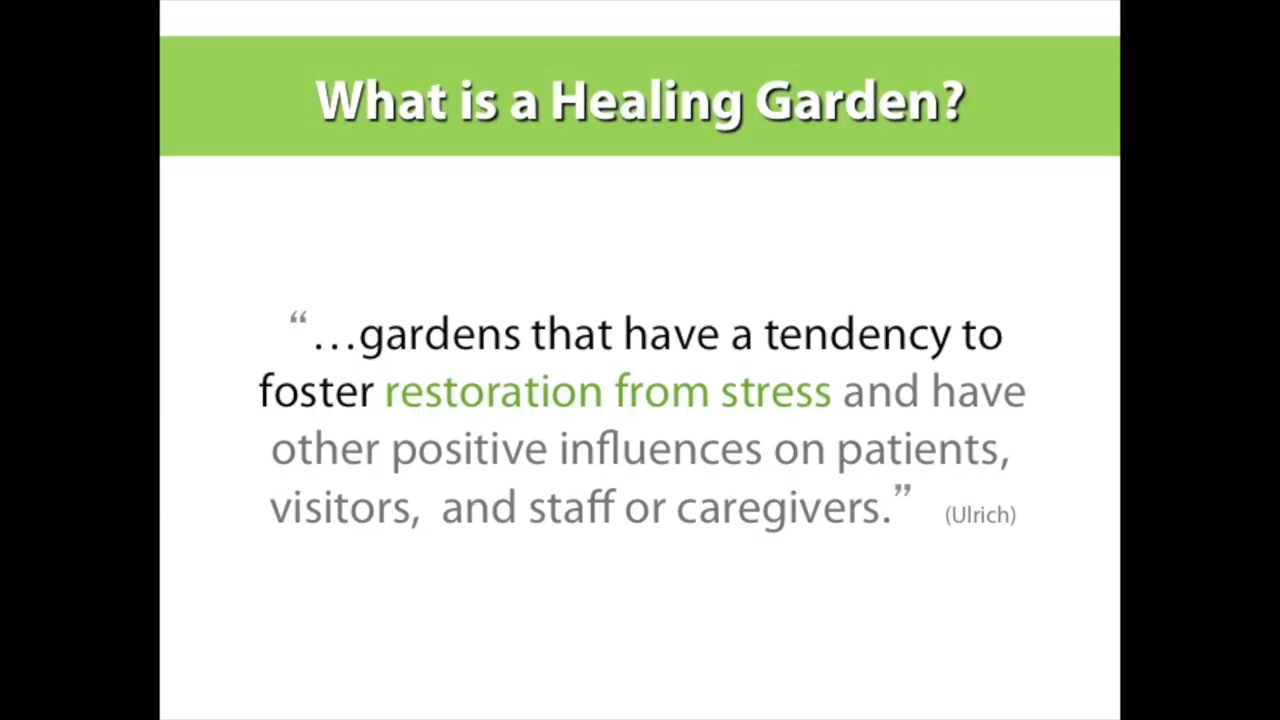 What is a Healing Garden?
“…gardens that have a tendency to
foster restoration from stress and have
other positive influences on patients,
visitors,  and staff or caregivers.” (Ulrich)